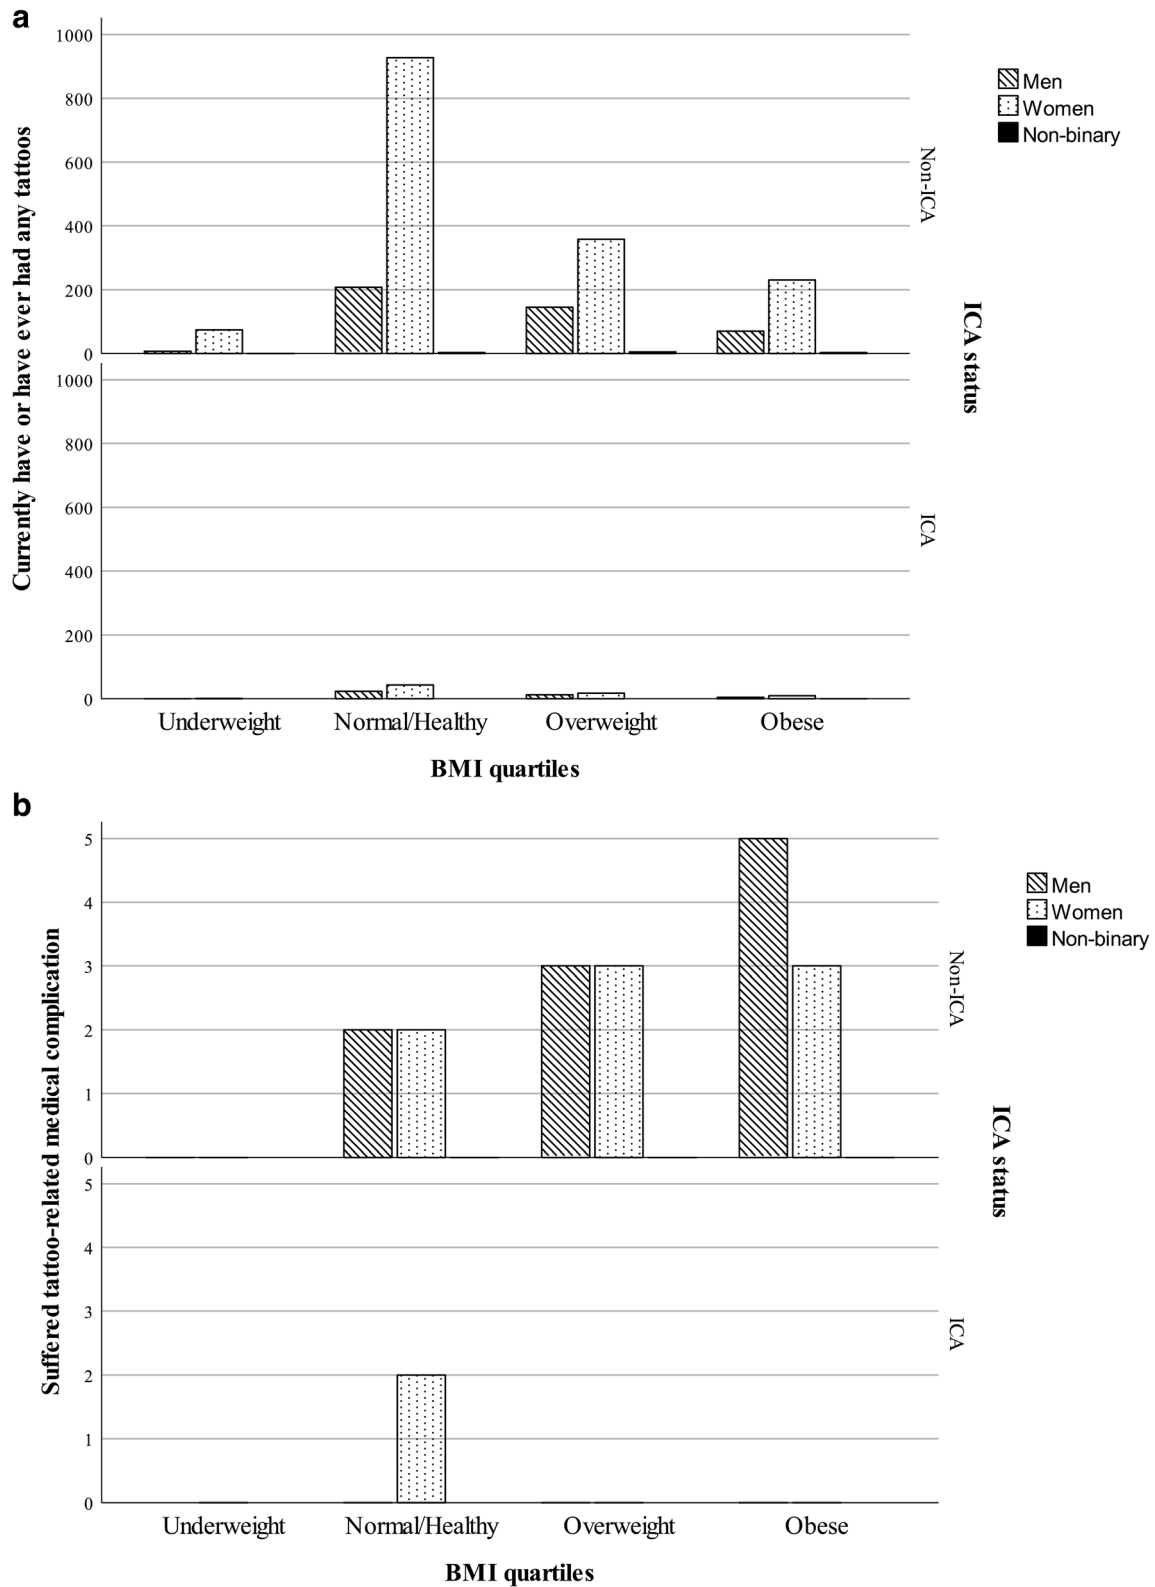 a
1000
800
600
400
200
0
Non-ICA
Men
Women
Non-binary
1000
800
600
400
200
0
ICA
Currently have or have ever had any tattoos
ICA status
Underweight Normal/Healthy Overweight Obese
BMI quartiles
b
5
4
3
2
1
0
Non-ICA
Men
Women
Non-binary
5
4
3
2
1
0
ICA
Suffered tattoo-related medical complication
ICA status
Underweight Normal/Healthy Overweight Obese
BMI quartiles